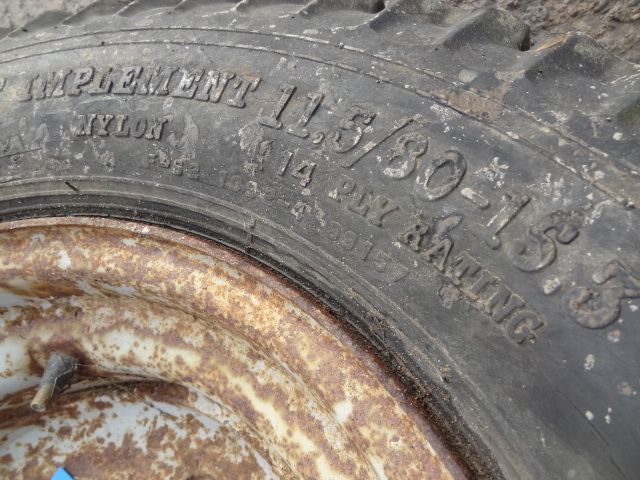 IMPLEMENT 11,5/80-15.3
NYLON 14 PLY RATING